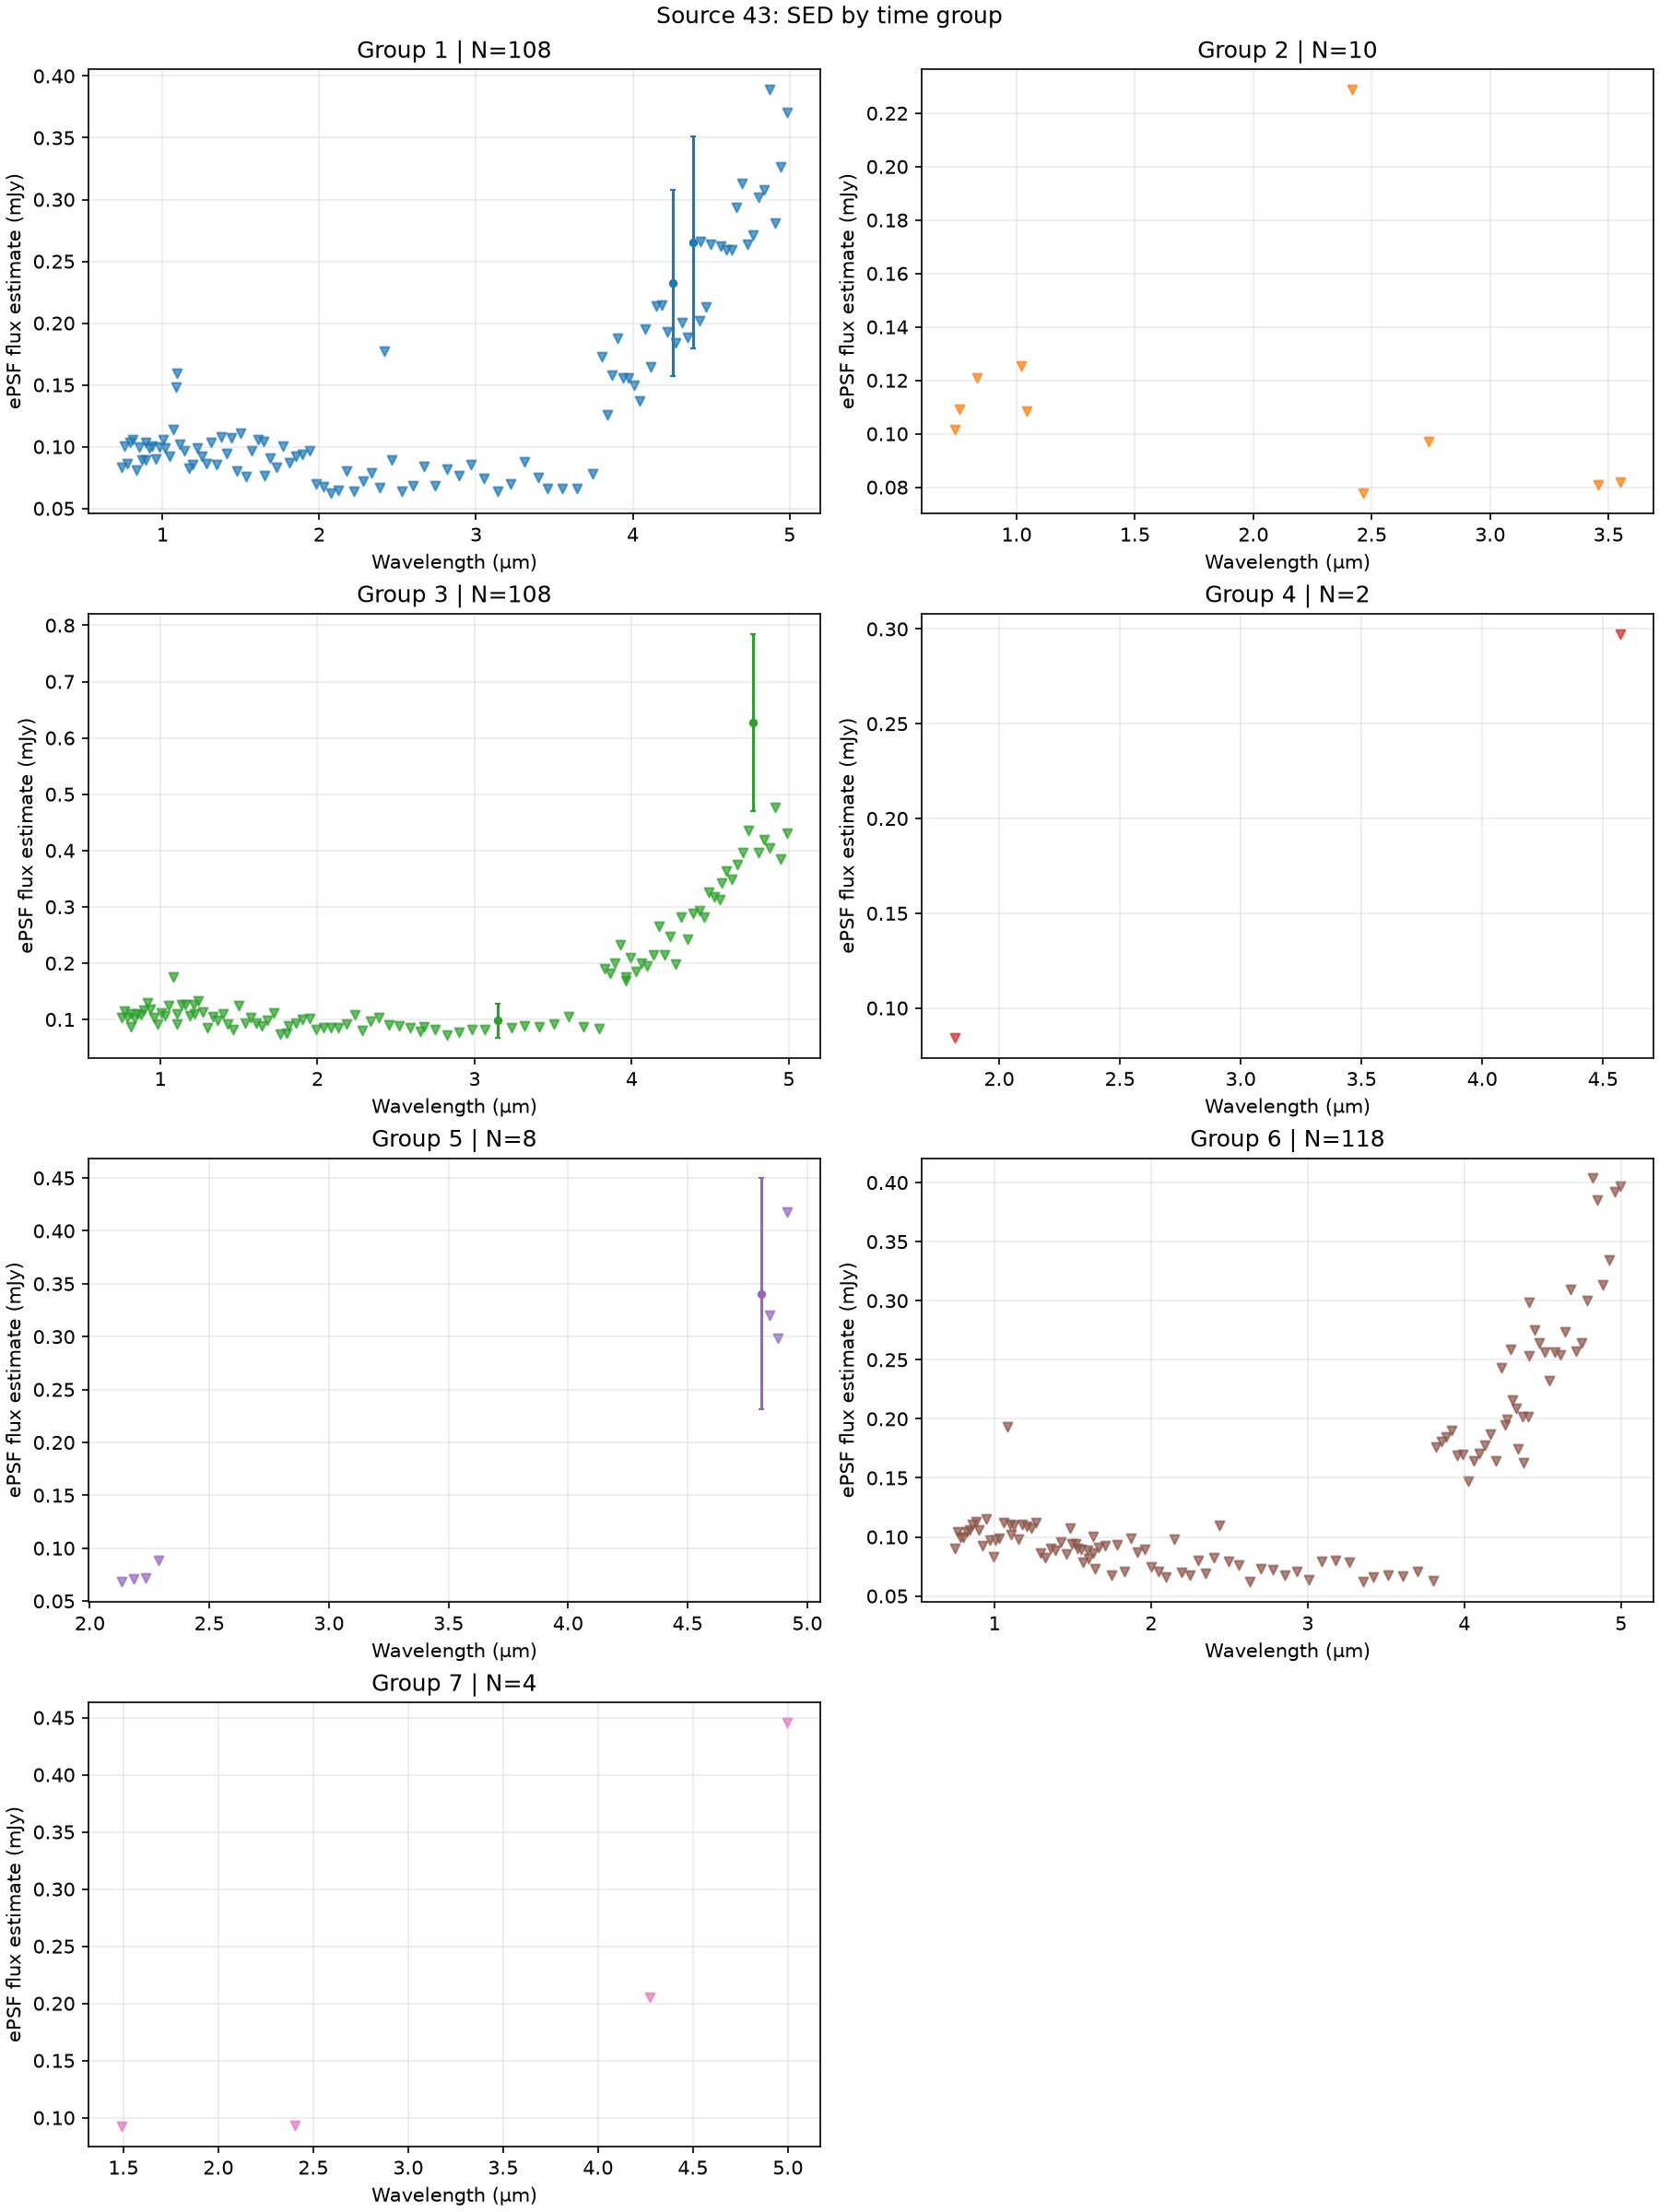 Source 43: SED by time group
Group 1 | N=108
Group 2 | N=10
ePSF flux estimate (mJy)
0.40
0.35
0.30
0.25
0.20
0.15
0.10
0.05
1 2 3 4 5
Wavelength (μm)
ePSF flux estimate (mJy)
0.22
0.20
0.18
0.16
0.14
0.12
0.10
0.08
1.0 1.5 2.0 2.5 3.0 3.5
Wavelength (μm)
Group 3 | N=108
Group 4 | N=2
ePSF flux estimate (mJy)
0.8
0.7
0.6
0.5
0.4
0.3
0.2
0.1
1 2 3 4 5
Wavelength (μm)
ePSF flux estimate (mJy)
0.30
0.25
0.20
0.15
0.10
2.0 2.5 3.0 3.5 4.0 4.5
Wavelength (μm)
Group 5 | N=8
Group 6 | N=118
ePSF flux estimate (mJy)
0.45
0.40
0.35
0.30
0.25
0.20
0.15
0.10
0.05
2.0 2.5 3.0 3.5 4.0 4.5 5.0
Wavelength (μm)
ePSF flux estimate (mJy)
0.40
0.35
0.30
0.25
0.20
0.15
0.10
0.05
1 2 3 4 5
Wavelength (μm)
Group 7 | N=4
ePSF flux estimate (mJy)
0.45
0.40
0.35
0.30
0.25
0.20
0.15
0.10
1.5 2.0 2.5 3.0 3.5 4.0 4.5 5.0
Wavelength (μm)